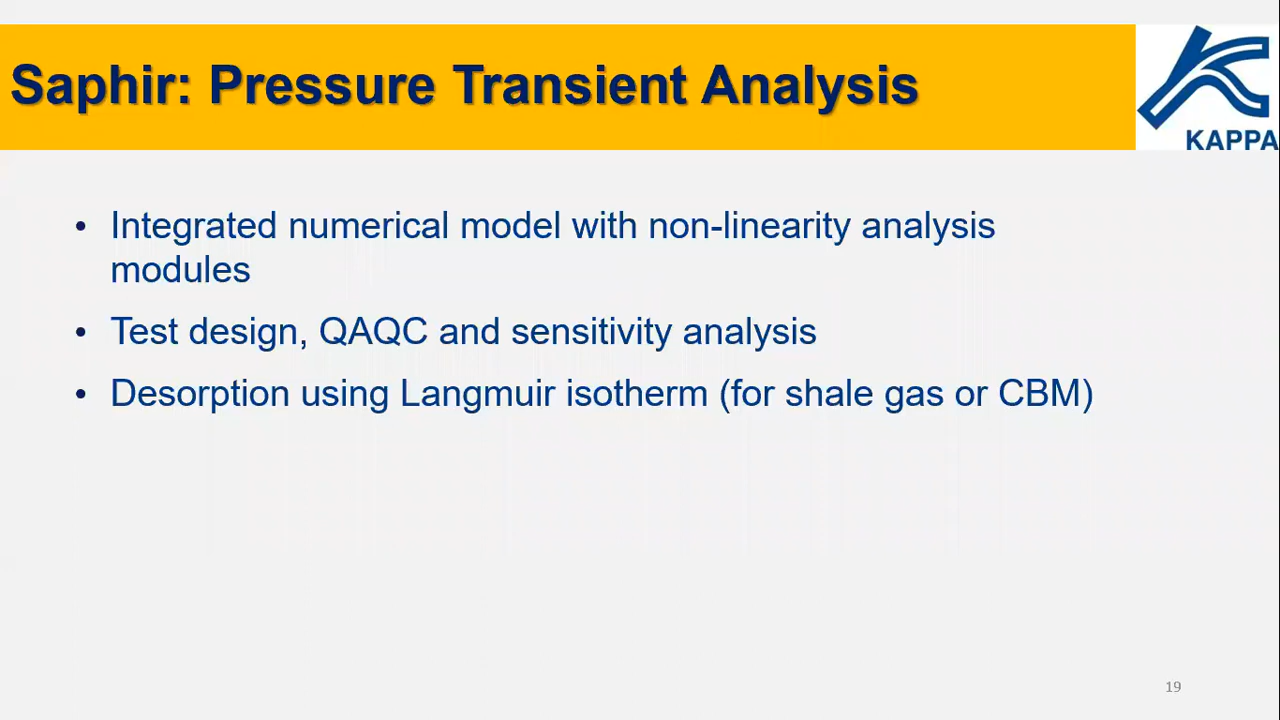 Saphir: Pressure Transient Analysis
KAPPA
• Integrated numerical model with non-linearity analysis
modules
• Test design, QAQC and sensitivity analysis
• Desorption using Langmuir isotherm (for shale gas or CBM)
19